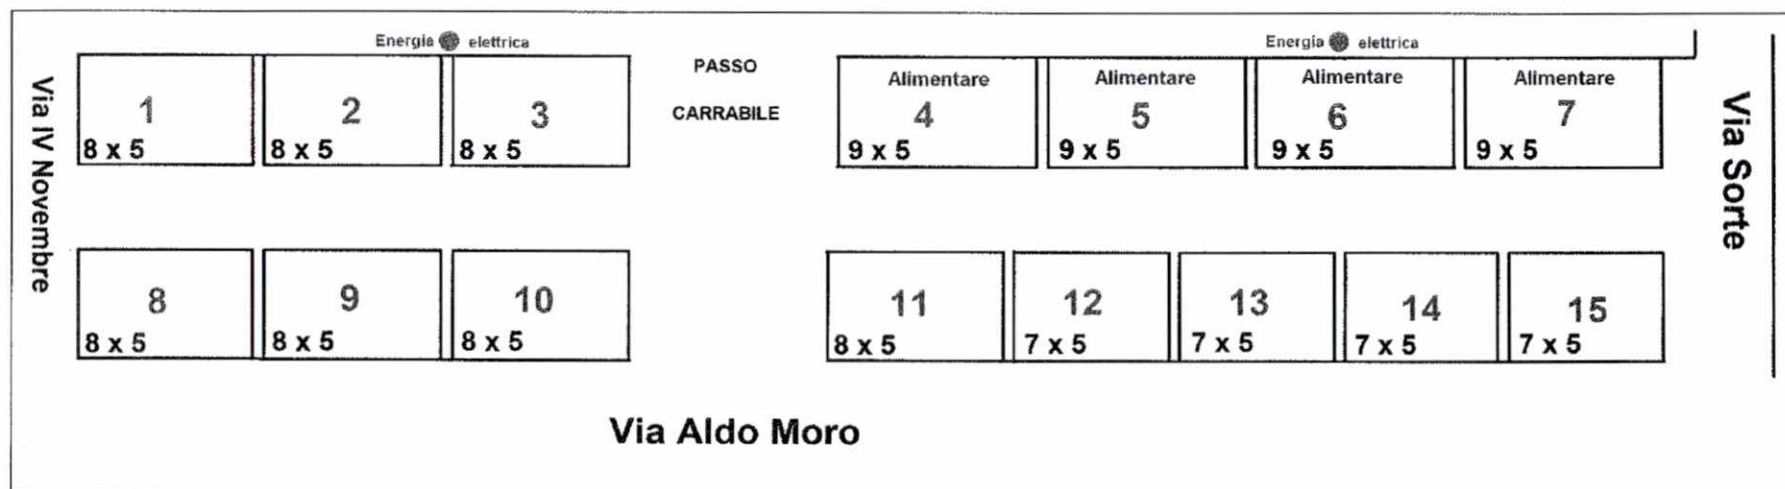 Energia elettrica
Energia elettrica
Via IV Novembre
1
8 x 5
2
8 x 5
3
8 x 5
PASSO
CARRABILE
Alimentare
4
9 x 5
Alimentare
5
9 x 5
Alimentare
6
9 x 5
Alimentare
7
9 x 5
Via Sorte
8
8 x 5
9
8 x 5
10
8 x 5
11
8 x 5
12
7 x 5
13
7 x 5
14
7 x 5
15
7 x 5
Via Aldo Moro